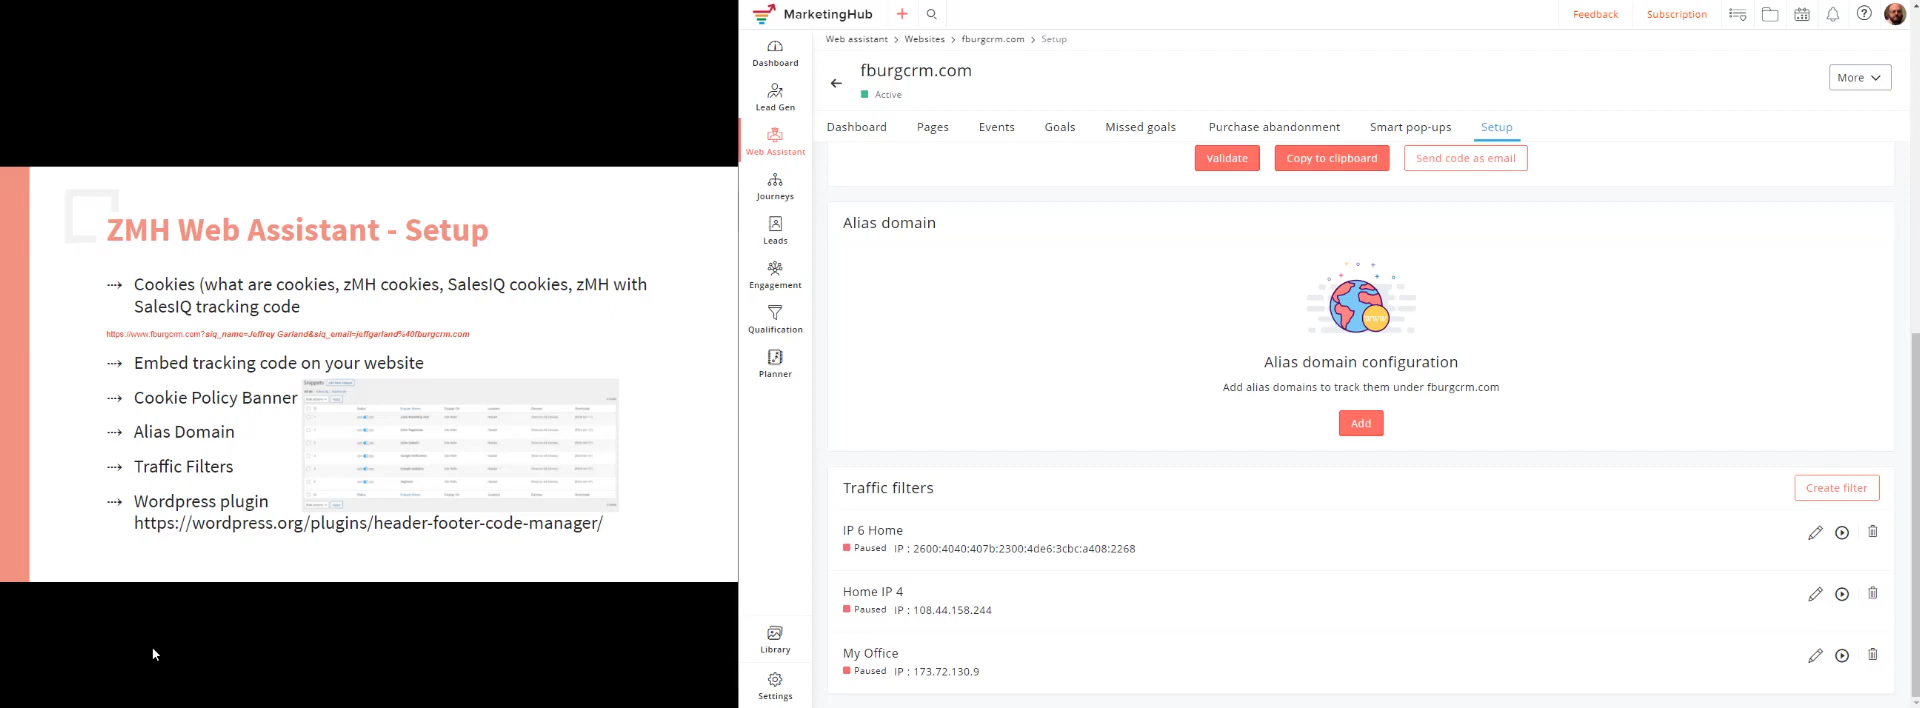 ZMH Web Assistant - Setup
Cookies (what are cookies, zMH cookies, SalesIQ cookies, zMH with
SalesIQ tracking code
https://www.fburgcrm.com?siq_name=Jeffrey Garland&siq_email=jeffgarland%40fburgcrm.com
Embed tracking code on your website
Cookie Policy Banner
Alias Domain
Traffic Filters
Wordpress plugin
https://wordpress.org/plugins/header-footer-code-manager/
Snippets
MarketingHub
Feedback
Subscription
Dashboard
Lead Gen
Web Assistant
Journeys
Leads
Engagement
Qualification
Planner
Library
Settings
Web assistant > Websites > fburgcrm.com > Setup
fburgcrm.com
Active
More
Dashboard Pages Events Goals Missed goals Purchase abandonment Smart pop-ups Setup
Validate Copy to clipboard Send code as email
Alias domain
Alias domain configuration
Add alias domains to track them under fburgcrm.com
Add
Traffic filters
Create filter
IP 6 Home
Paused IP : 2600:4040:407b:2300:4de6:3cbc:a408:2268
Home IP 4
Paused IP : 108.44.158.244
My Office
Paused IP : 173.72.130.9